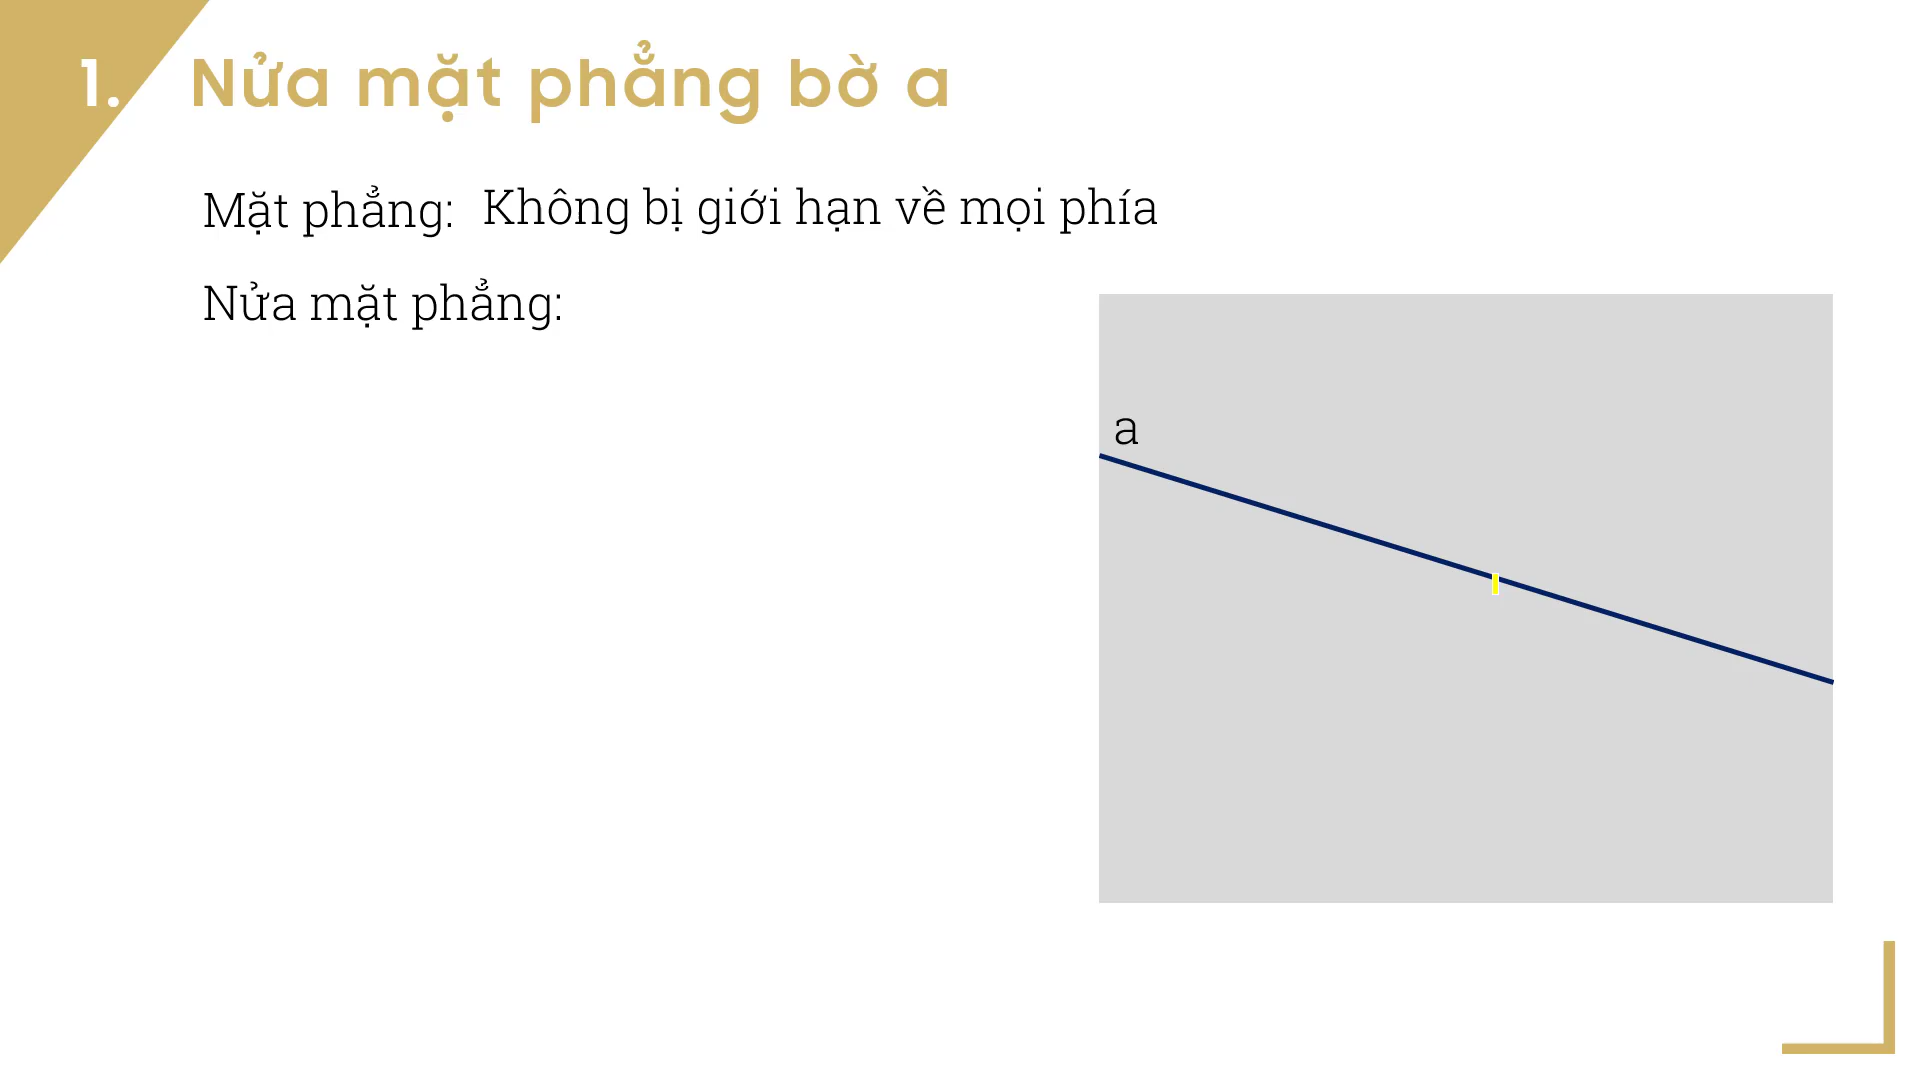 1. Nửa mặt phẳng bờ a
Mặt phẳng: Không bị giới hạn về mọi phía
Nửa mặt phẳng:
a